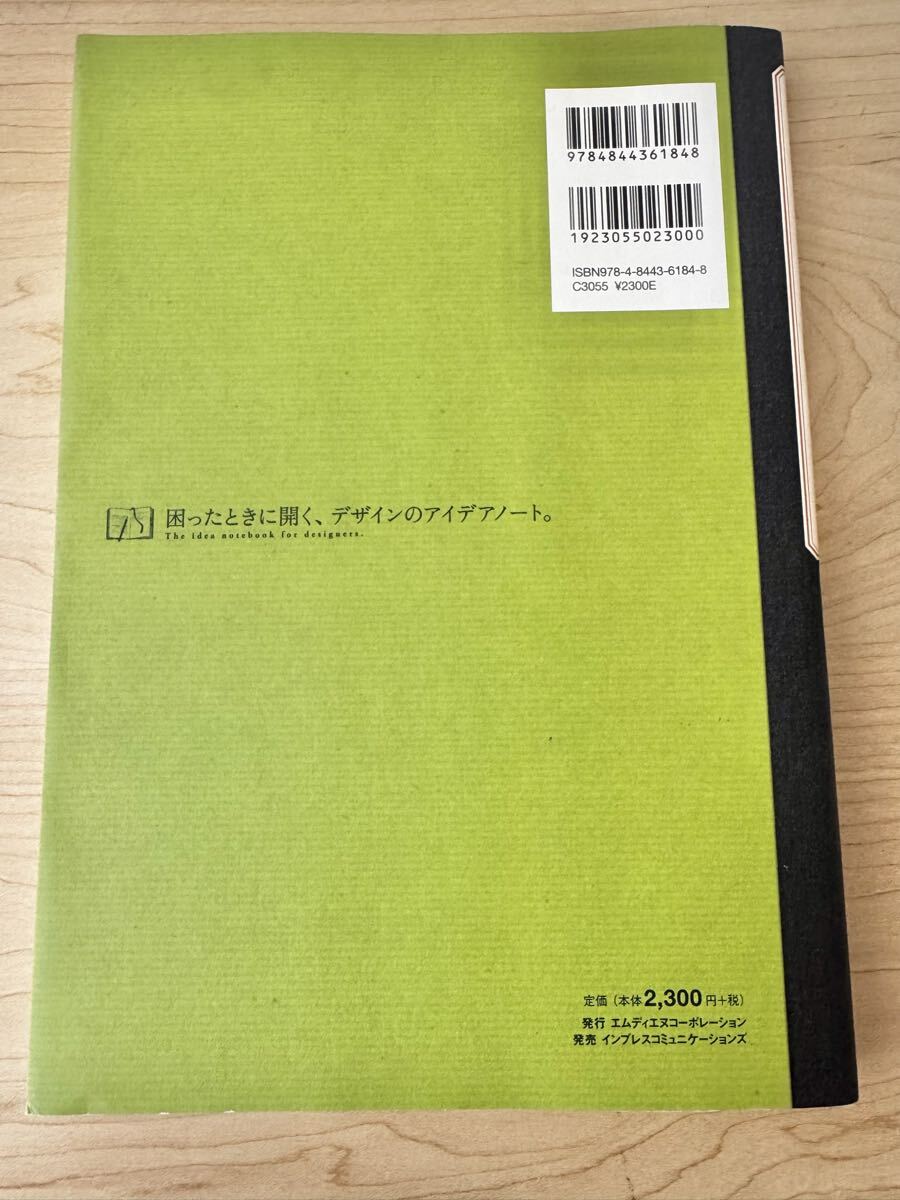 9784844361848
1923055023000
ISBN978-4-8443-6184-8
C3055 ¥2300E
困ったときに開く、デザインのアイデアノート。
The idea notebook for designers.
定価（本体2,300円+税）
発行 エムディエヌコーポレーション
発売 インプレスコミュニケーションズ